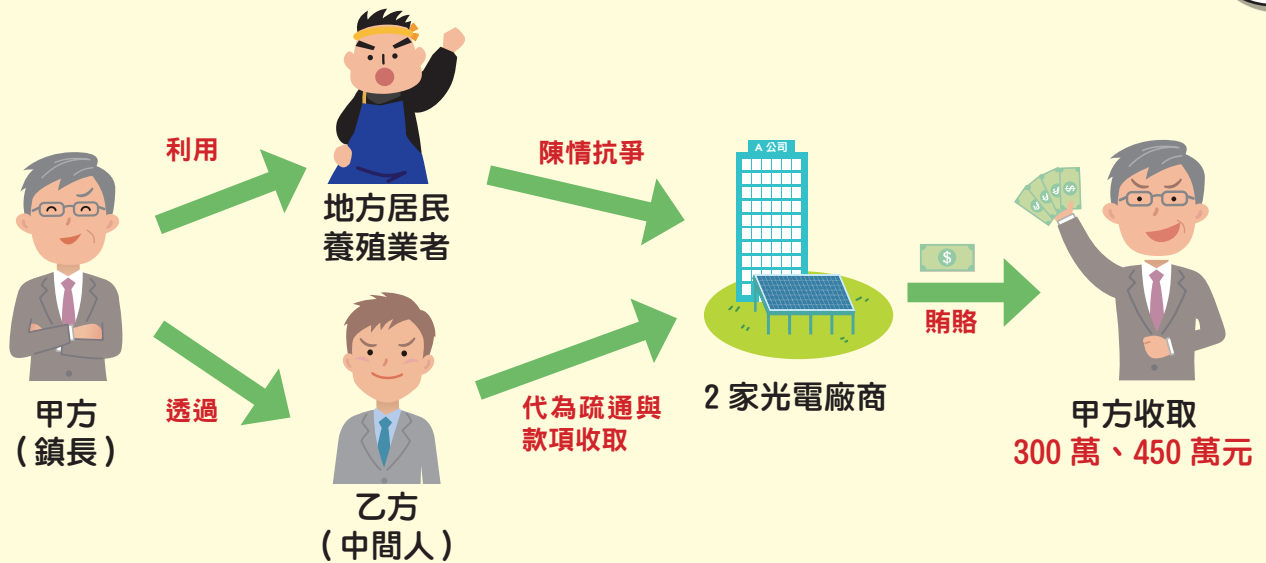 利用
地方居民
養殖業者
陳情抗爭
A 公司
$
賄賂
$
甲方
(鎮長)
透過
乙方
(中間人)
代為疏通與
款項收取
2 家光電廠商
甲方收取
300 萬、450 萬元